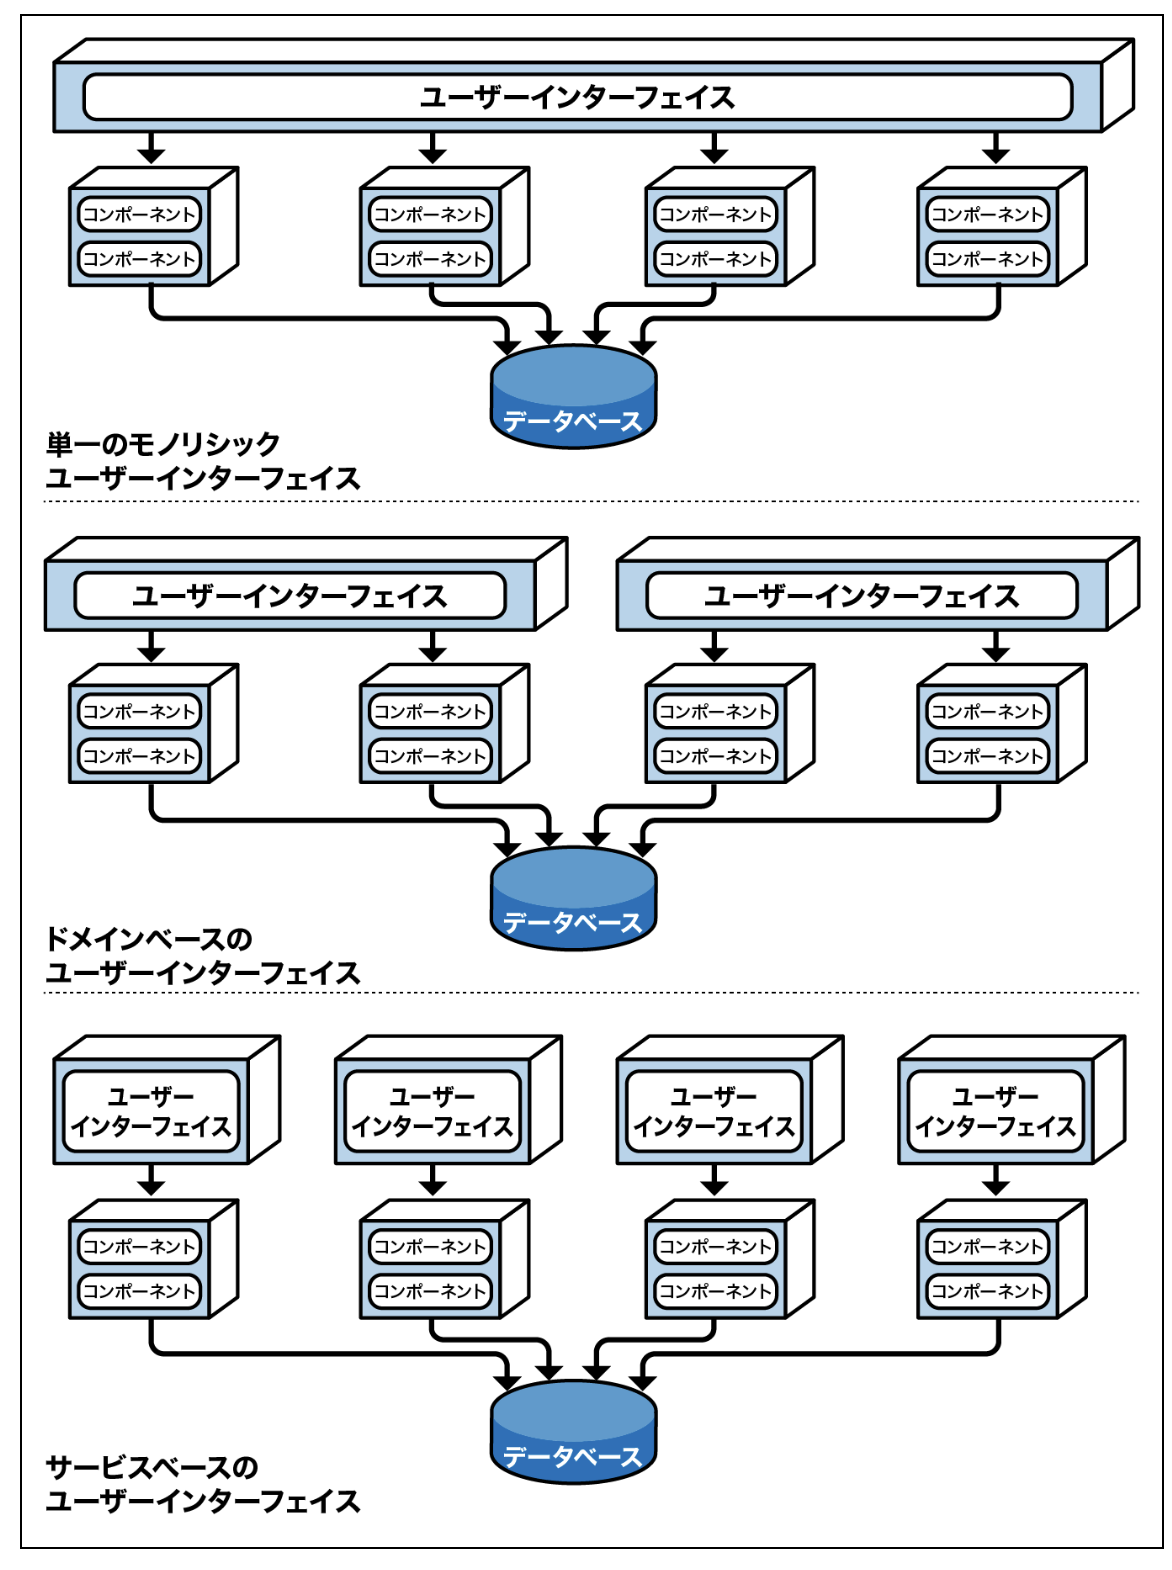 ユーザーインターフェイス
コンポーネント コンポーネント コンポーネント コンポーネント
コンポーネント コンポーネント コンポーネント コンポーネント
データベース
単一のモノリシック
ユーザーインターフェイス
ユーザーインターフェイス ユーザーインターフェイス
コンポーネント コンポーネント コンポーネント コンポーネント
コンポーネント コンポーネント コンポーネント コンポーネント
データベース
ドメインベースの
ユーザーインターフェイス
ユーザー ユーザー ユーザー ユーザー
インターフェイス インターフェイス インターフェイス インターフェイス
コンポーネント コンポーネント コンポーネント コンポーネント
コンポーネント コンポーネント コンポーネント コンポーネント
データベース
サービスベースの
ユーザーインターフェイス